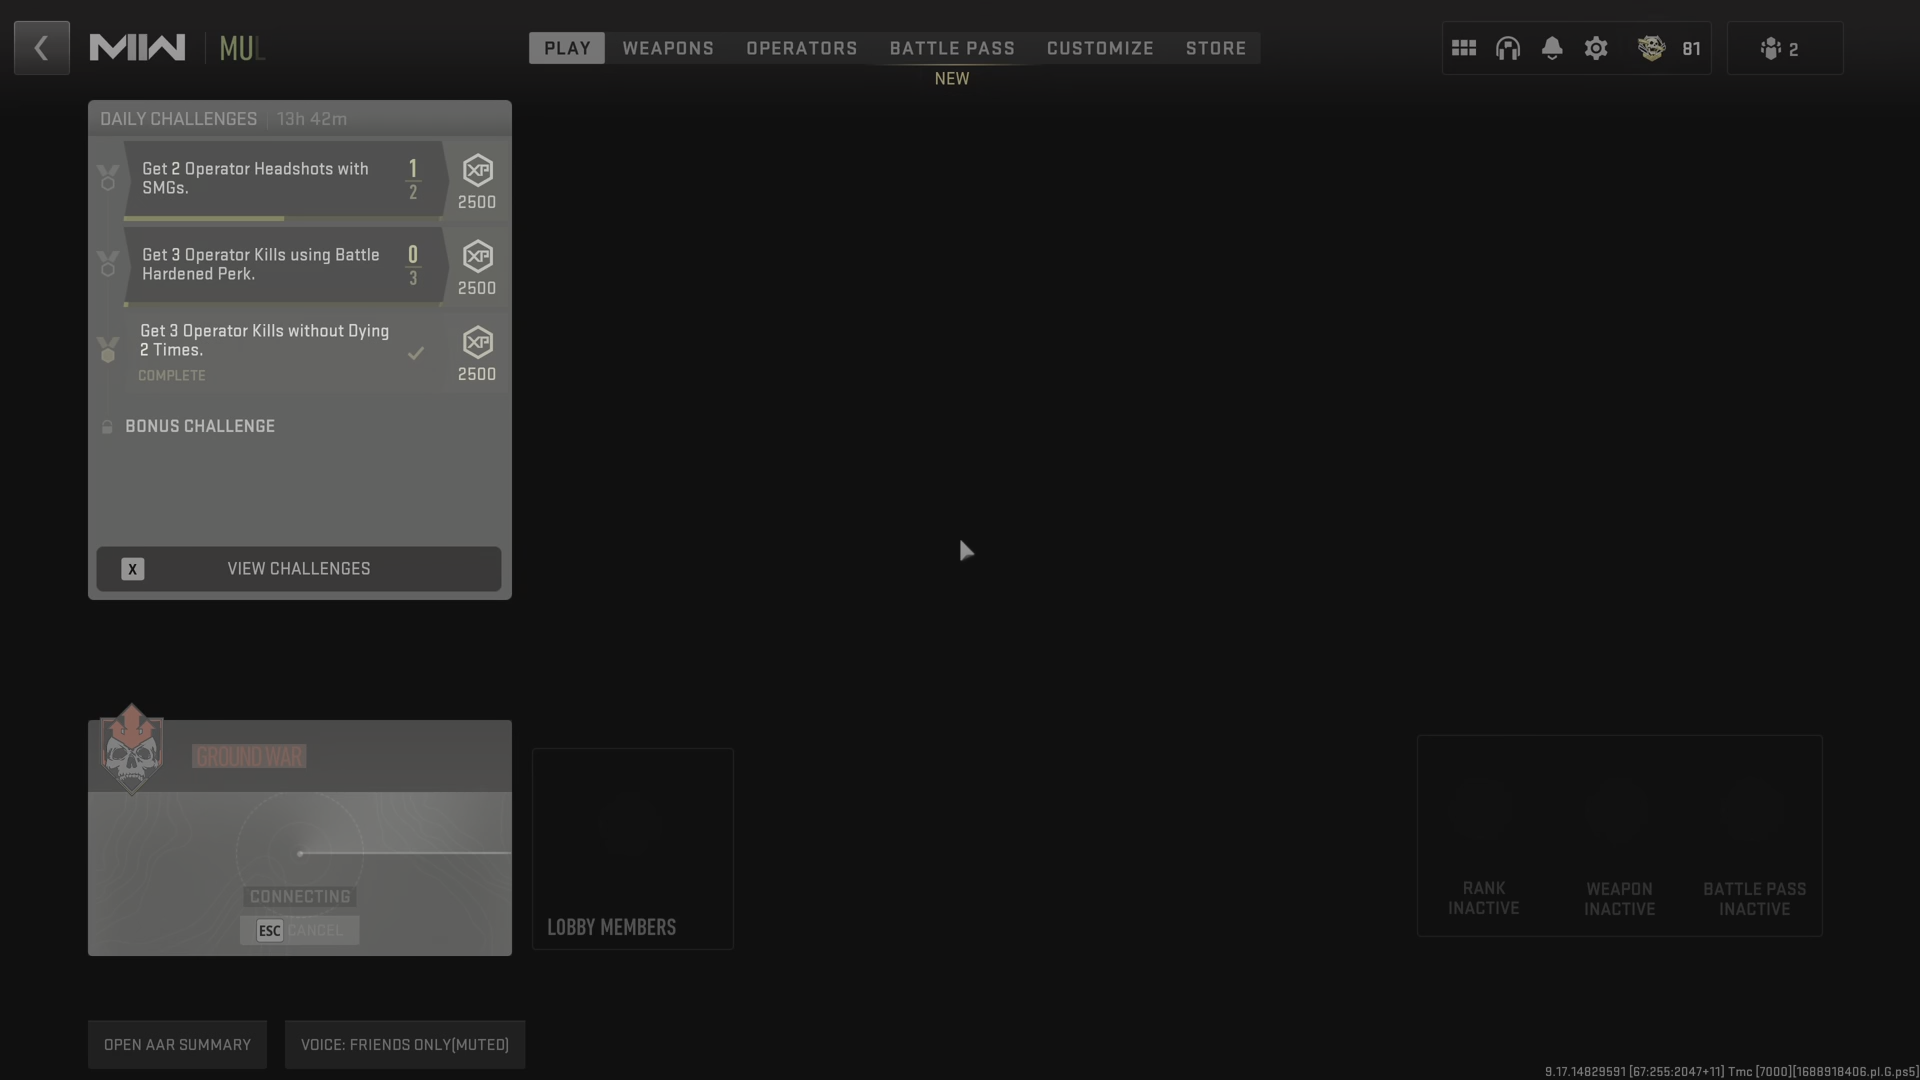 MW | MUL
PLAY
WEAPONS
OPERATORS
BATTLE PASS
CUSTOMIZE
STORE
NEW
81
2
DAILY CHALLENGES | 13h 42m
Get 2 Operator Headshots with
SMGs.
1
2
XP
2500
Get 3 Operator Kills using Battle
Hardened Perk.
0
3
XP
2500
Get 3 Operator Kills without Dying
2 Times.
COMPLETE
XP
2500
BONUS CHALLENGE
X VIEW CHALLENGES
GROUND WAR
CONNECTING
ESC CANCEL
LOBBY MEMBERS
RANK
INACTIVE
WEAPON
INACTIVE
BATTLE PASS
INACTIVE
OPEN AAR SUMMARY
VOICE: FRIENDS ONLY(MUTED)
9.17.14829591 [67:255:2047+11] Tmc [7000][1688918406.pl.G.ps5]